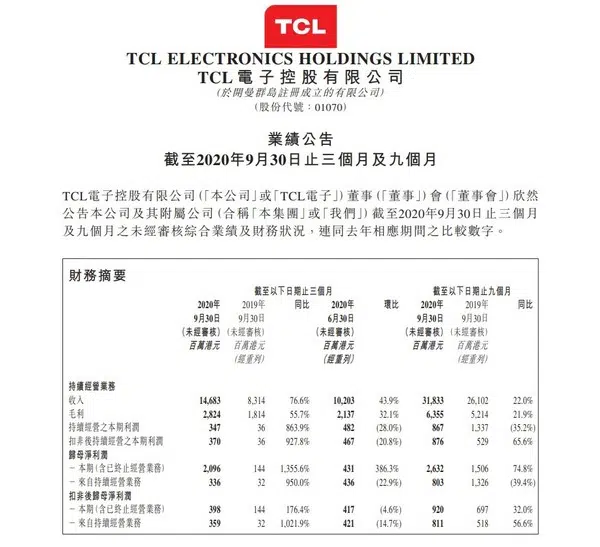 TCL
TCL ELECTRONICS HOLDINGS LIMITED
TCL電子控股有限公司
(於開曼群島註冊成立的有限公司)
(股份代號：01070)
業績公告
截至2020年9月30日止三個月及九個月
TCL電子控股有限公司(「本公司」或「TCL電子」)董事(「董事」)會(「董事會」)欣然
公告本公司及其附屬公司(合稱「本集團」或「我們」)截至2020年9月30日止三個月
及九個月之未經審核綜合業績及財務狀況，連同去年相應期間之比較數字。
財務摘要
截至以下日期止三個月 截至以下日期止九個月
2020年 2019年 同比 2020年 環比 2020年 2019年 同比
9月30日 9月30日 6月30日 9月30日 9月30日
(未經審核) (未經審核) (未經審核) (未經審核) (未經審核)
百萬港元 百萬港元 百萬港元 百萬港元 百萬港元
(經重列) (經重列) (經重列)
持續經營業務
收入 14,683 8,314 76.6% 10,203 43.9% 31,833 26,102 22.0%
毛利 2,824 1,814 55.7% 2,137 32.1% 6,355 5,214 21.9%
持續經營之本期利潤 347 36 863.9% 482 (28.0%) 867 1,337 (35.2%)
扣非後持續經營之本期利潤 370 36 927.8% 467 (20.8%) 876 529 65.6%
歸母淨利潤
－本期(含已終止經營業務) 2,096 144 1,355.6% 431 386.3% 2,632 1,506 74.8%
－來自持續經營業務 336 32 950.0% 436 (22.9%) 803 1,326 (39.4%)
扣非後歸母淨利潤
－本期(含已終止經營業務) 398 144 176.4% 417 (4.6%) 920 697 32.0%
－來自持續經營業務 359 32 1,021.9% 421 (14.7%) 811 518 56.6%